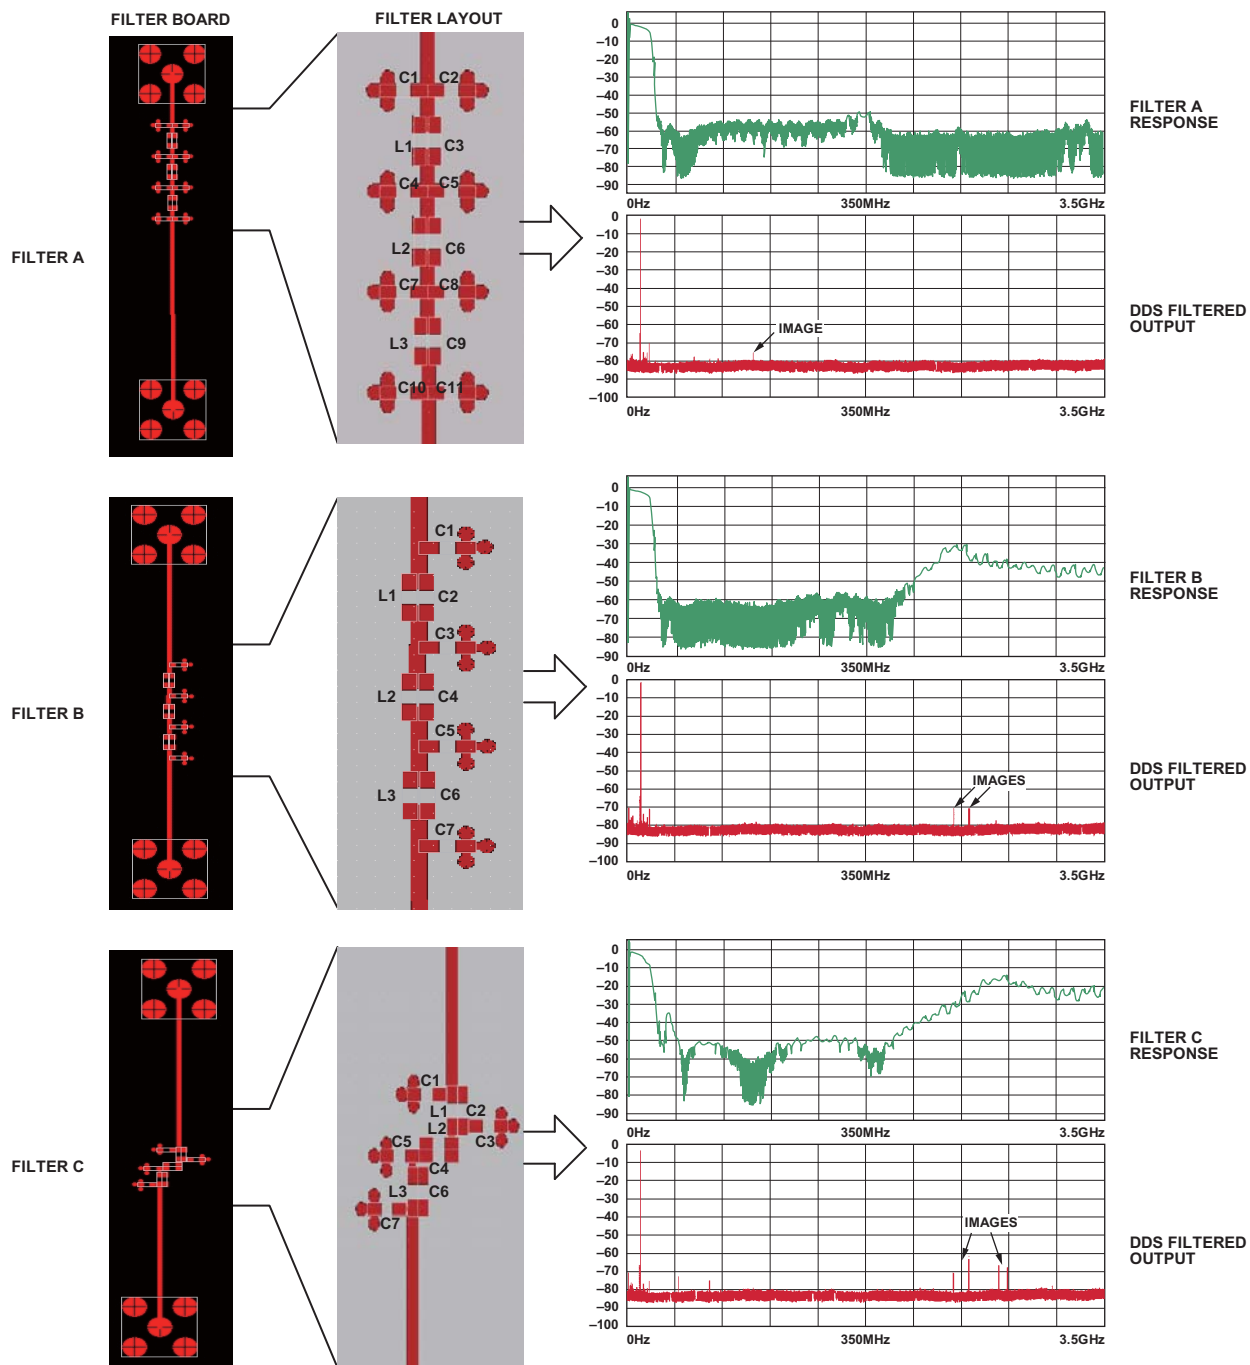 FILTER BOARD
FILTER LAYOUT
FILTER A
C1 C2
L1 C3
C4 C5
L2 C6
C7 C8
L3 C9
C10 C11
0
–10
–20
–30
–40
–50
–60
–70
–80
–90
0Hz 350MHz 3.5GHz
FILTER A
RESPONSE
0
–10
–20
–30
–40
–50
–60
–70
–80
–90
–100
IMAGE
0Hz 350MHz 3.5GHz
DDS FILTERED
OUTPUT
FILTER B
C1
L1 C2
C3
L2 C4
C5
L3 C6
C7
0
–10
–20
–30
–40
–50
–60
–70
–80
–90
0Hz 350MHz 3.5GHz
FILTER B
RESPONSE
0
–10
–20
–30
–40
–50
–60
–70
–80
–90
–100
IMAGES
0Hz 350MHz 3.5GHz
DDS FILTERED
OUTPUT
FILTER C
C1
L1 C2
L2
C5 C3
C4
L3 C6
C7
0
–10
–20
–30
–40
–50
–60
–70
–80
–90
0Hz 350MHz 3.5GHz
FILTER C
RESPONSE
0
–10
–20
–30
–40
–50
–60
–70
–80
–90
–100
IMAGES
0Hz 350MHz 3.5GHz
DDS FILTERED
OUTPUT